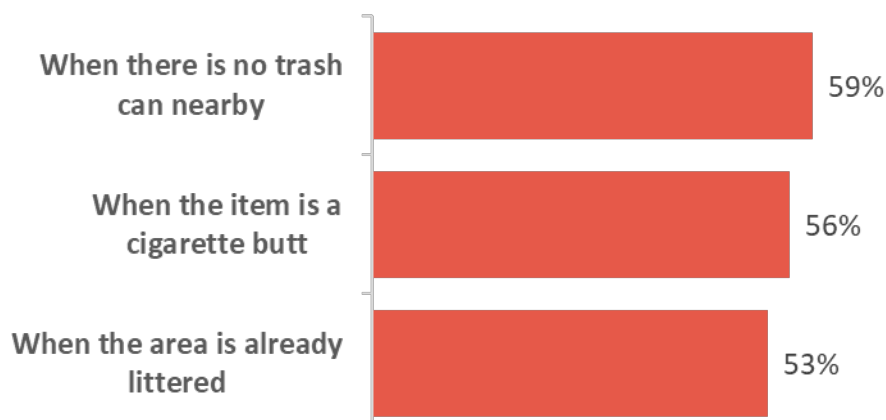 When there is no trash
can nearby
59%
When the item is a
cigarette butt
56%
When the area is already
littered
53%